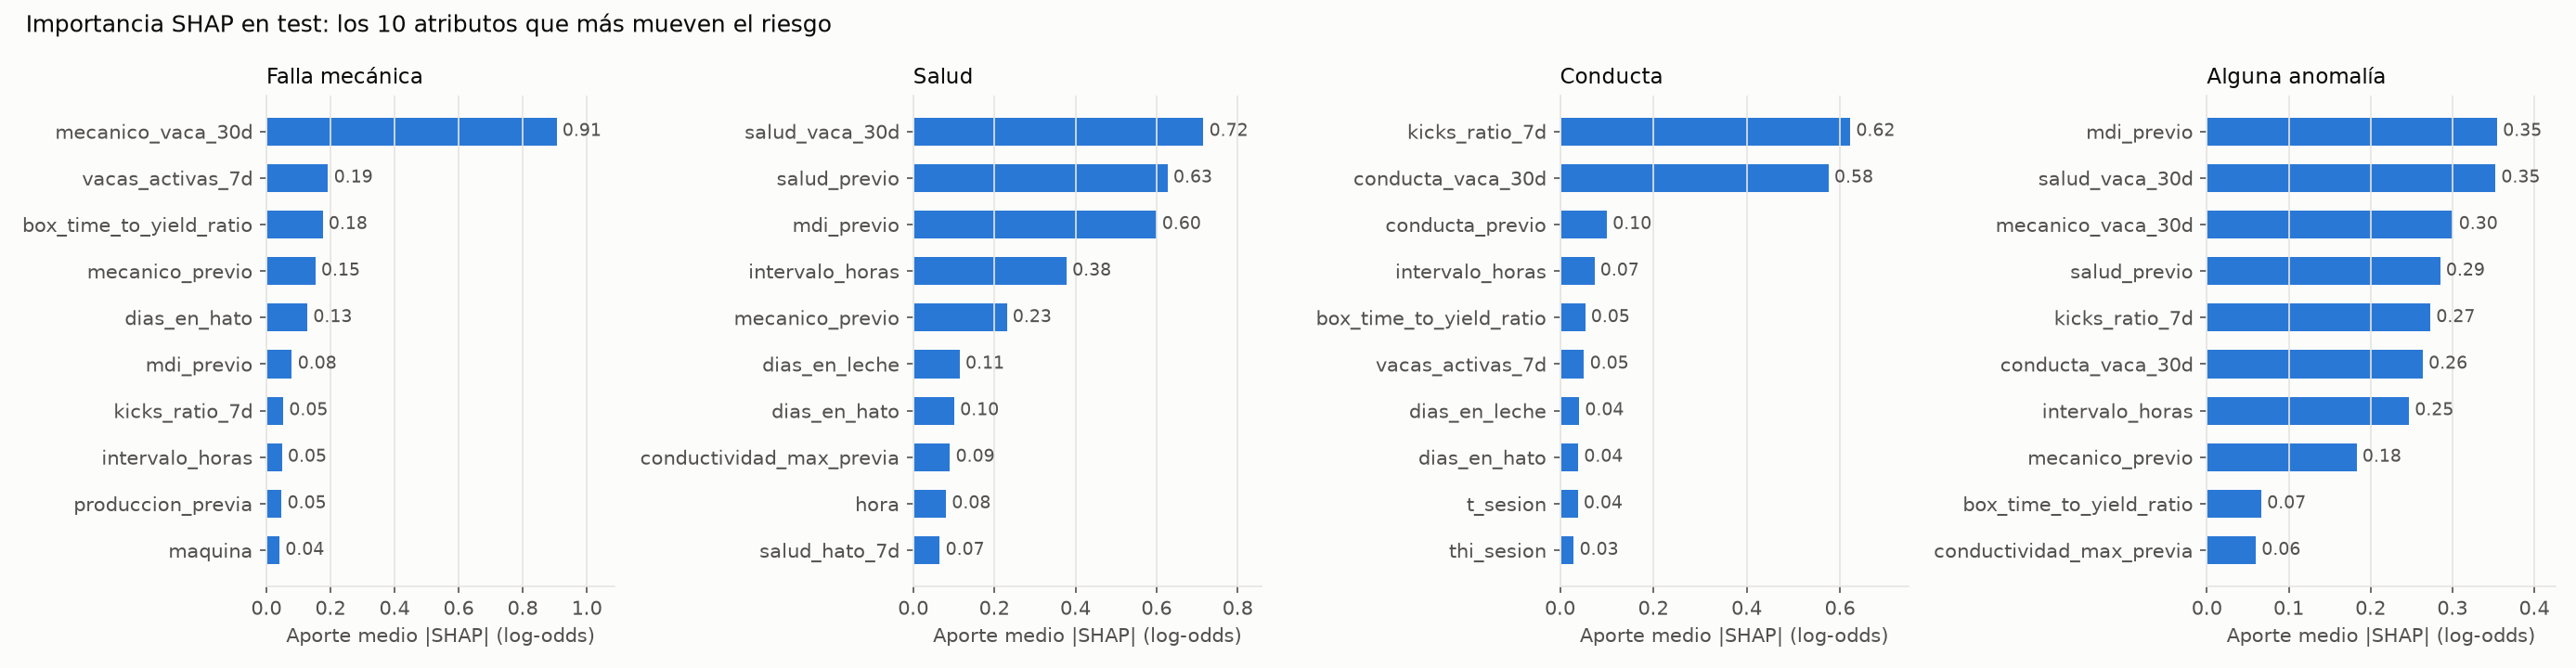 Importancia SHAP en test: los 10 atributos que más mueven el riesgo
Falla mecánica
mecanico_vaca_30d 0.91
vacas_activas_7d 0.19
box_time_to_yield_ratio 0.18
mecanico_previo 0.15
dias_en_hato 0.13
mdi_previo 0.08
kicks_ratio_7d 0.05
intervalo_horas 0.05
produccion_previa 0.05
maquina 0.04
0.0 0.2 0.4 0.6 0.8 1.0
Aporte medio |SHAP| (log-odds)
Salud
salud_vaca_30d 0.72
salud_previo 0.63
mdi_previo 0.60
intervalo_horas 0.38
mecanico_previo 0.23
dias_en_leche 0.11
dias_en_hato 0.10
conductividad_max_previa 0.09
hora 0.08
salud_hato_7d 0.07
0.0 0.2 0.4 0.6 0.8
Aporte medio |SHAP| (log-odds)
Conducta
kicks_ratio_7d 0.62
conducta_vaca_30d 0.58
conducta_previo 0.10
intervalo_horas 0.07
box_time_to_yield_ratio 0.05
vacas_activas_7d 0.05
dias_en_leche 0.04
dias_en_hato 0.04
t_sesion 0.04
thi_sesion 0.03
0.0 0.2 0.4 0.6
Aporte medio |SHAP| (log-odds)
Alguna anomalía
mdi_previo 0.35
salud_vaca_30d 0.35
mecanico_vaca_30d 0.30
salud_previo 0.29
kicks_ratio_7d 0.27
conducta_vaca_30d 0.26
intervalo_horas 0.25
mecanico_previo 0.18
box_time_to_yield_ratio 0.07
conductividad_max_previa 0.06
0.0 0.1 0.2 0.3 0.4
Aporte medio |SHAP| (log-odds)